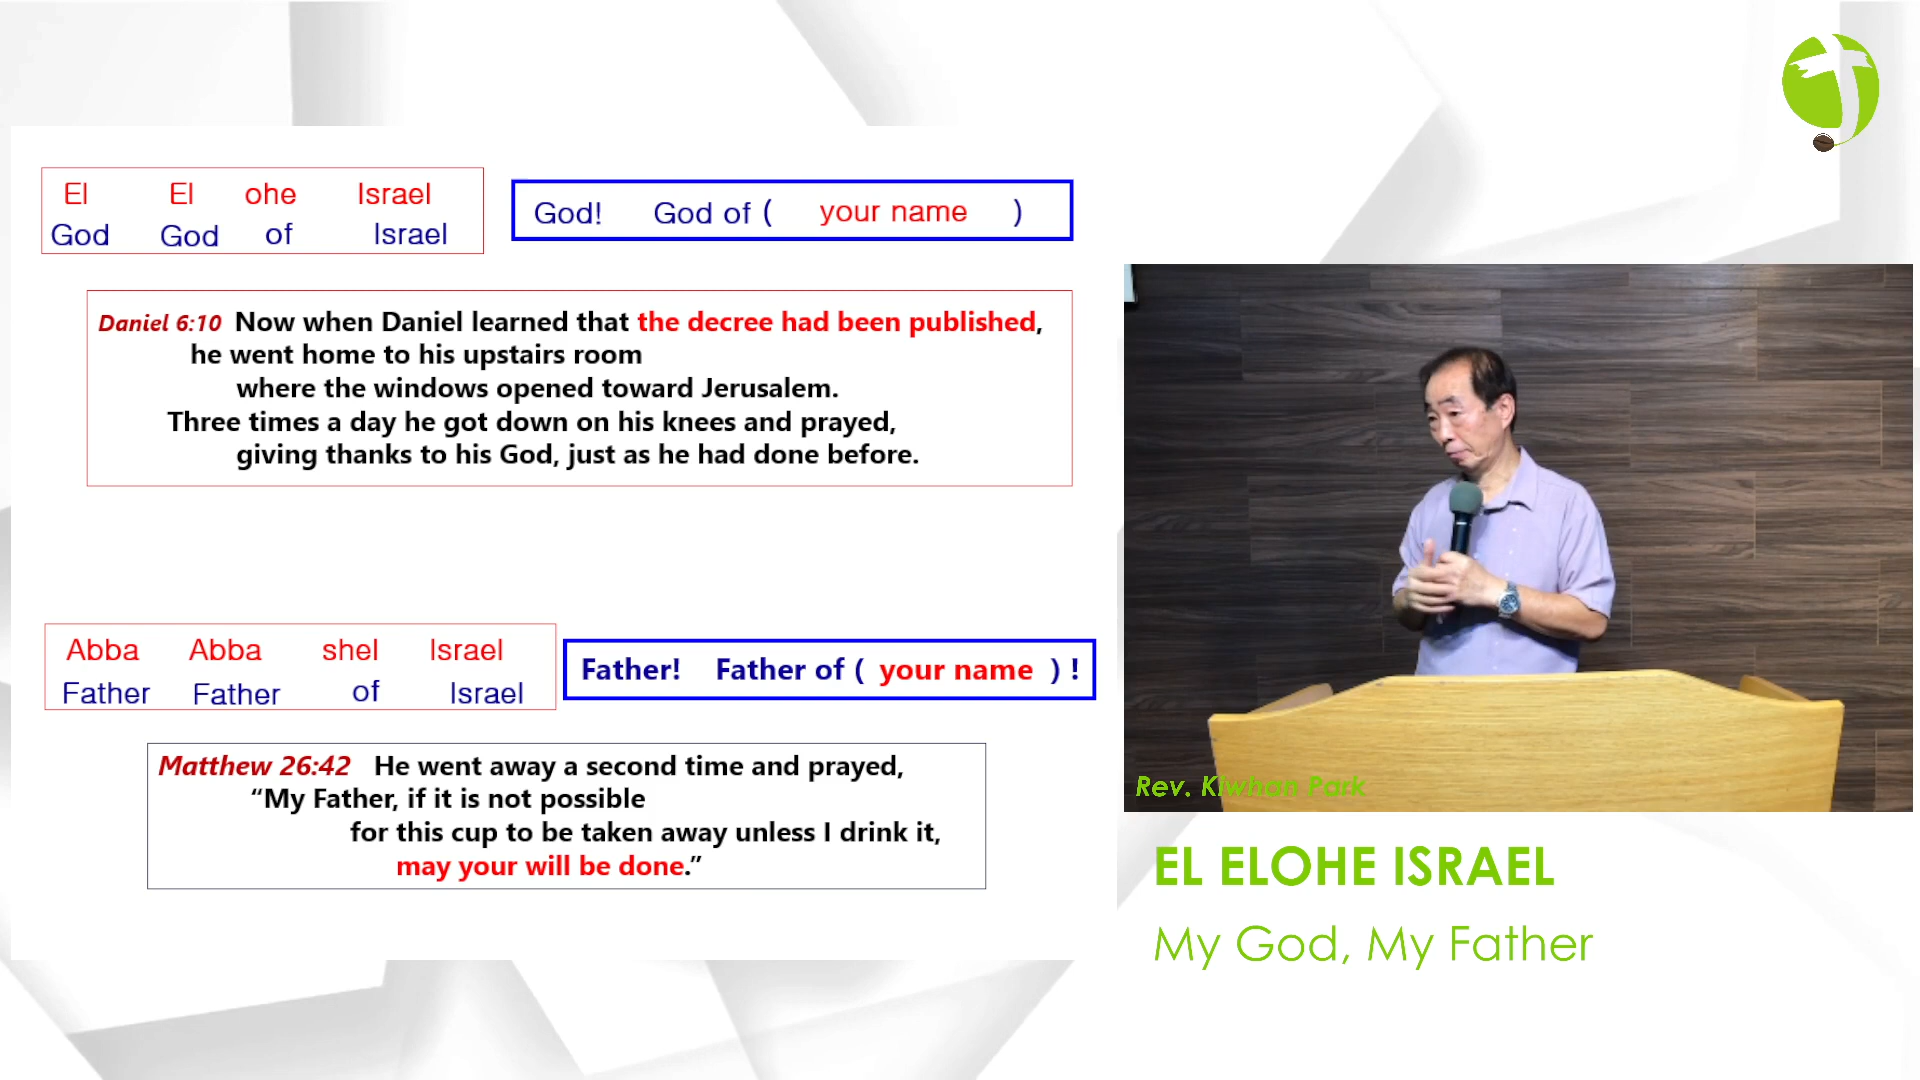 El El ohe Israel
God God of Israel
God! God of ( your name )
Daniel 6:10 Now when Daniel learned that the decree had been published,
he went home to his upstairs room
where the windows opened toward Jerusalem.
Three times a day he got down on his knees and prayed,
giving thanks to his God, just as he had done before.
Abba Abba shel Israel
Father Father of Israel
Father! Father of ( your name ) !
Matthew 26:42 He went away a second time and prayed,
“My Father, if it is not possible
for this cup to be taken away unless I drink it,
may your will be done.”
Rev. Kiwhan Park
EL ELOHE ISRAEL
My God, My Father